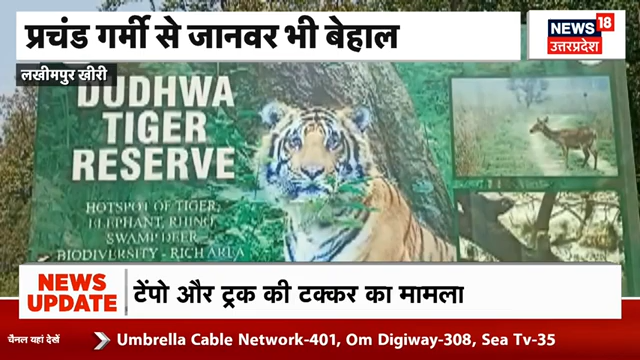 प्रचंड गर्मी से जानवर भी बेहाल
NEWS 18
उत्तरप्रदेश
लखीमपुर खीरी
DUDHWA
TIGER
RESERVE
HOTSPOT OF TIGER,
ELEPHANT, RHINO,
SWAMP DEER,
BIODIVERSITY - RICH AREA
NEWS
UPDATE
टेंपो और ट्रक की टक्कर का मामला
चैनल यहां देखें
Umbrella Cable Network-401, Om Digiway-308, Sea Tv-35